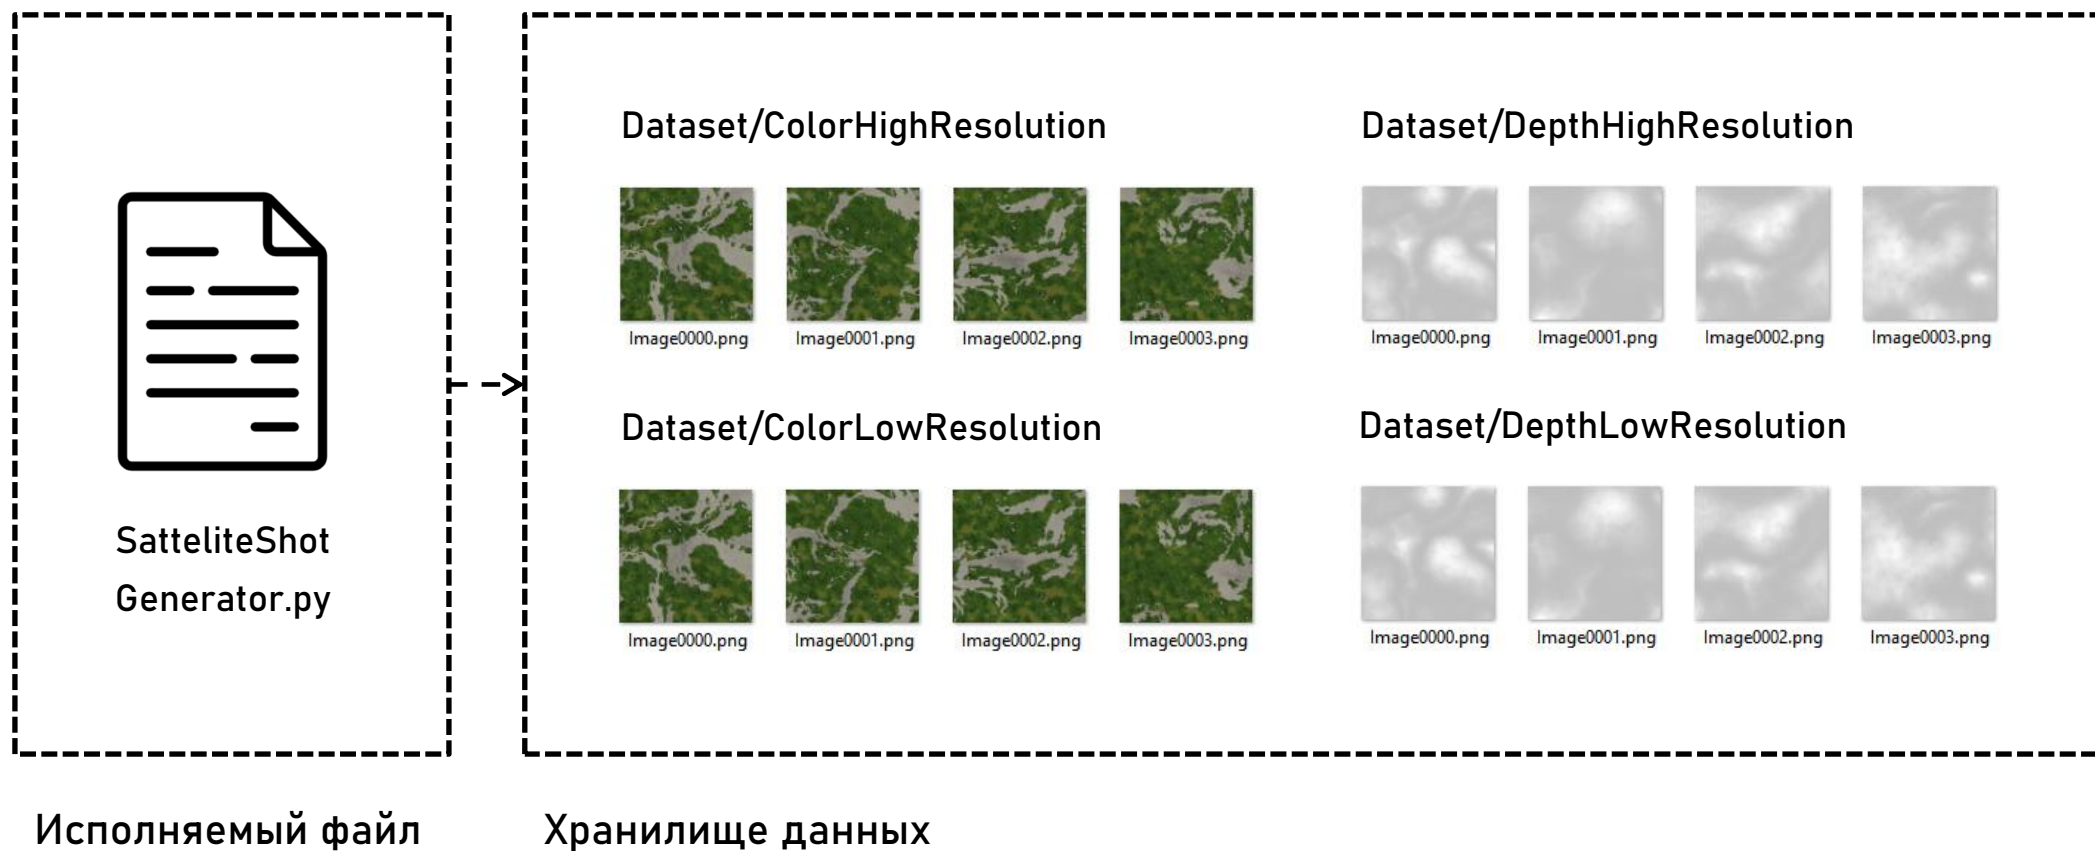 SatteliteShot
Generator.py
Исполняемый файл
Dataset/ColorHighResolution
Image0000.png Image0001.png Image0002.png Image0003.png
Dataset/DepthHighResolution
Image0000.png Image0001.png Image0002.png Image0003.png
Dataset/ColorLowResolution
Image0000.png Image0001.png Image0002.png Image0003.png
Dataset/DepthLowResolution
Image0000.png Image0001.png Image0002.png Image0003.png
Хранилище данных